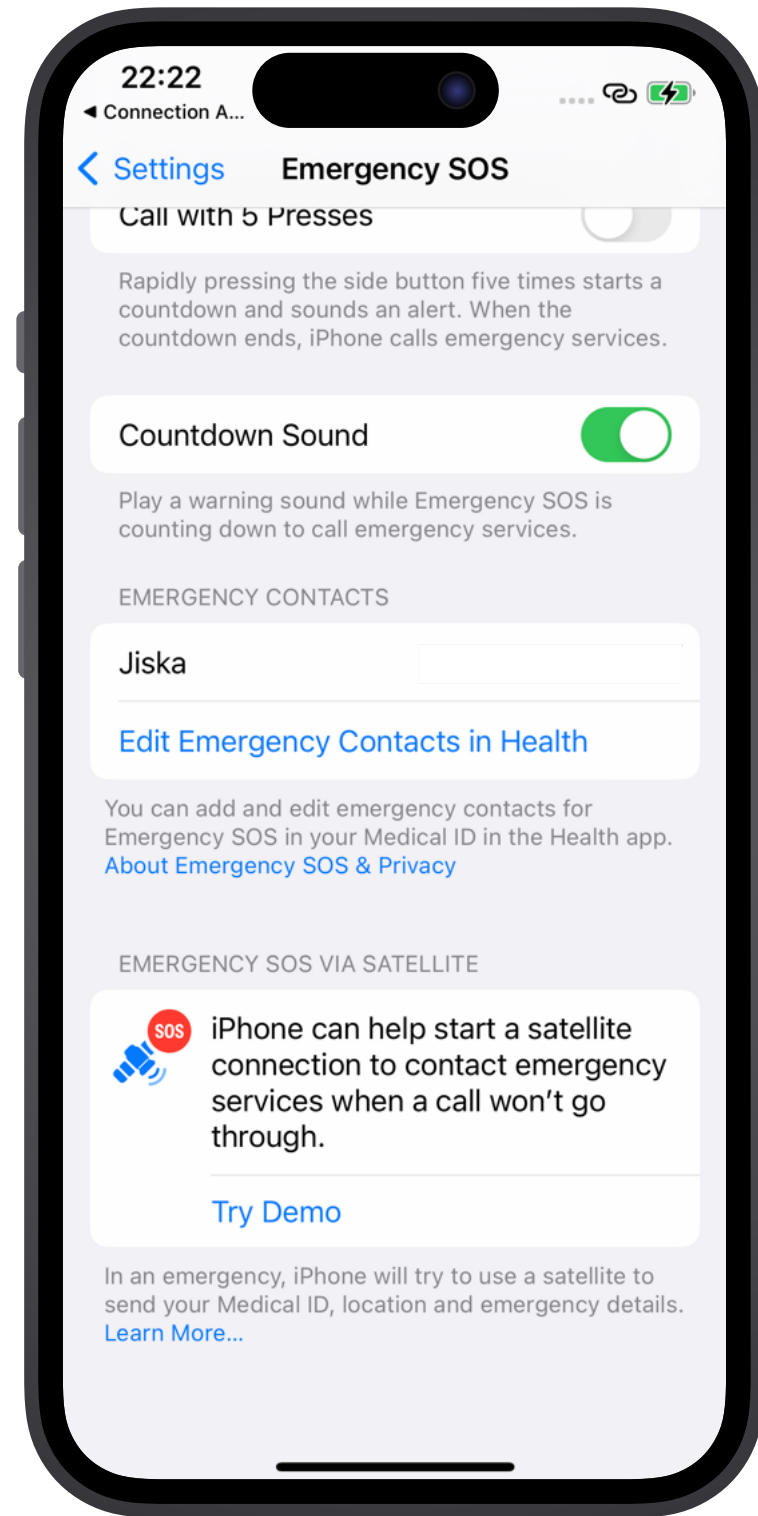 22:22
◀ Connection A...
Settings
Emergency SOS
Call with 5 Presses
Rapidly pressing the side button five times starts a
countdown and sounds an alert. When the
countdown ends, iPhone calls emergency services.
Countdown Sound
Play a warning sound while Emergency SOS is
counting down to call emergency services.
EMERGENCY CONTACTS
Jiska
Edit Emergency Contacts in Health
You can add and edit emergency contacts for
Emergency SOS in your Medical ID in the Health app.
About Emergency SOS & Privacy
EMERGENCY SOS VIA SATELLITE
SOS
iPhone can help start a satellite
connection to contact emergency
services when a call won’t go
through.
Try Demo
In an emergency, iPhone will try to use a satellite to
send your Medical ID, location and emergency details.
Learn More...